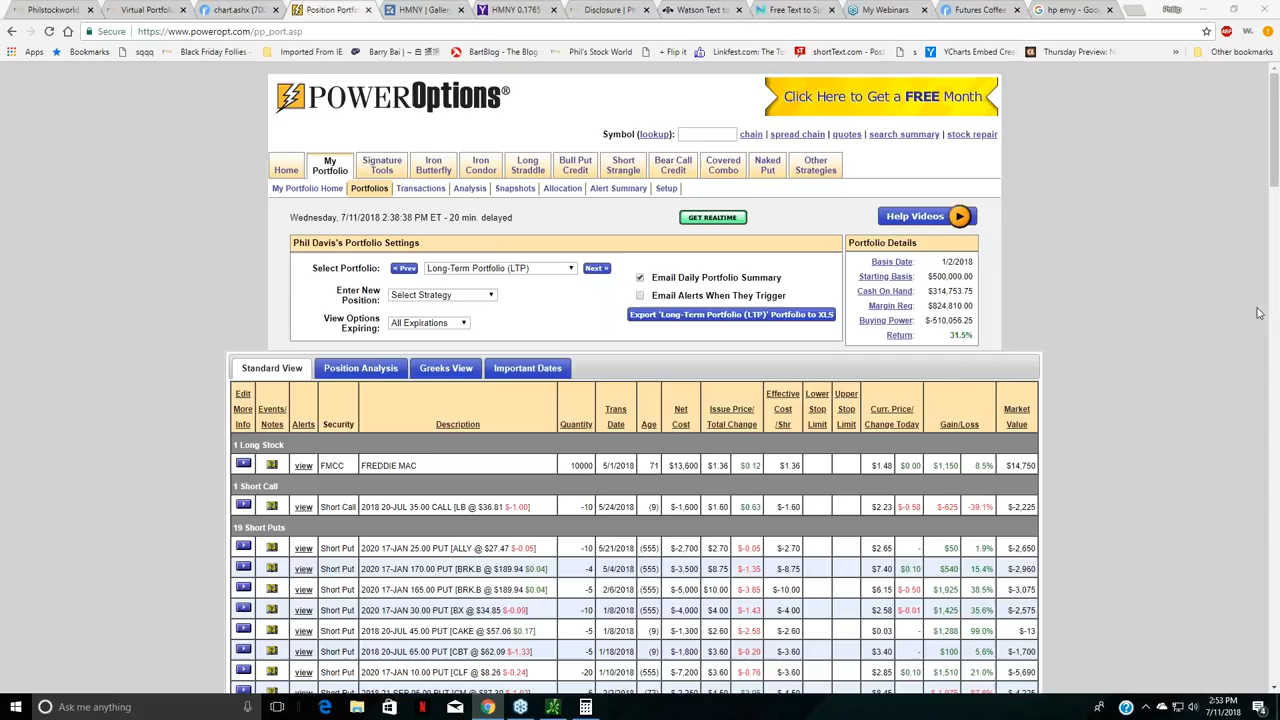 Philstockworld
Virtual Portfoli
chart.ashx (700
Position Portfoli
HMNY | Galler
HMNY 0.1765
Disclosure | Ph
Watson Text to
Free Text to Sp
My Webinars
Futures Coffee
hp envy - Goog
Philip
Secure
https://www.poweropt.com/pp_port.asp
Apps
Bookmarks
sqqq
Black Friday Follies
Imported From IE
Barry Bai | ~
BartBlog - The Best
Phil's Stock World
+ Flip it
Linkfest.com: The To
shortText.com - Pos
YCharts Embed Crea
Thursday Preview:
Other bookmarks
POWEROptions®
Click Here to Get a FREE Month
Symbol (lookup): chain | spread chain | quotes | search summary | stock repair
Home
My Portfolio
Signature Tools
Iron Butterfly
Iron Condor
Long Straddle
Bull Put Credit
Short Strangle
Bear Call Credit
Covered Combo
Naked Put
Other Strategies
My Portfolio Home | Portfolios | Transactions | Analysis | Snapshots | Allocation | Alert Summary | Setup |
Wednesday, 7/11/2018 2:38:38 PM ET - 20 min. delayed
GET REALTIME
Help Videos
Phil Davis's Portfolio Settings
Portfolio Details
Select Portfolio: « Prev Long-Term Portfolio (LTP) Next »
Enter New Position: Select Strategy
View Options Expiring: All Expirations
Email Daily Portfolio Summary
Email Alerts When They Trigger
Export 'Long-Term Portfolio (LTP)' Portfolio to XLS
Basis Date: 1/2/2018
Starting Basis: $500,000.00
Cash On Hand: $314,753.75
Margin Req: $824,810.00
Buying Power: $-510,056.25
Return: 31.5%
Standard View
Position Analysis
Greeks View
Important Dates
Edit More Info
Events/ Notes
Alerts
Security
Description
Quantity
Trans Date
Age
Net Cost
Issue Price/ Total Change
Effective Cost /Shr
Lower Stop Limit
Upper Stop Limit
Curr. Price/ Change Today
Gain/Loss
Market Value
1 Long Stock
view FMCC FREDDIE MAC 10000 5/1/2018 71 $13,600 $1.36 $0.12 $1.36 $1.48 $0.00 $1,150 8.5% $14,750
1 Short Call
view Short Call 2018 20-JUL 35.00 CALL [LB @ $36.81 $-1.00] -10 5/24/2018 (9) $-1,600 $1.60 $0.63 $-1.60 $2.23 $-0.58 $-625 -39.1% $-2,225
19 Short Puts
view Short Put 2020 17-JAN 25.00 PUT [ALLY @ $27.47 $-0.05] -10 5/21/2018 (555) $-2,700 $2.70 $-0.05 $-2.70 $2.65 - $50 1.9% $-2,650
view Short Put 2020 17-JAN 170.00 PUT [BRK.B @ $189.94 $0.04] -4 5/4/2018 (555) $-3,500 $8.75 $-1.35 $-8.75 $7.40 $0.10 $540 15.4% $-2,960
view Short Put 2020 17-JAN 165.00 PUT [BRK.B @ $189.94 $0.04] -5 2/6/2018 (555) $-5,000 $10.00 $-3.85 $-10.00 $6.15 $-0.50 $1,925 38.5% $-3,075
view Short Put 2020 17-JAN 30.00 PUT [BX @ $34.85 $-0.09] -10 1/8/2018 (555) $-4,000 $4.00 $-1.43 $-4.00 $2.58 $-0.01 $1,425 35.6% $-2,575
view Short Put 2018 20-JUL 45.00 PUT [CAKE @ $57.06 $0.17] -5 1/8/2018 (9) $-1,300 $2.60 $-2.58 $-2.60 $0.03 - $1,288 99.0% $-13
view Short Put 2018 20-JUL 65.00 PUT [CBT @ $62.09 $-1.33] -5 1/18/2018 (9) $-1,800 $3.60 $-0.20 $-3.60 $3.40 - $100 5.6% $-1,700
view Short Put 2020 17-JAN 10.00 PUT [CLF @ $8.26 $-0.24] -20 1/10/2018 (555) $-7,200 $3.60 $-0.76 $-3.60 $2.85 $0.10 $1,510 21.0% $-5,690
Ask me anything
2:53 PM
7/11/2018